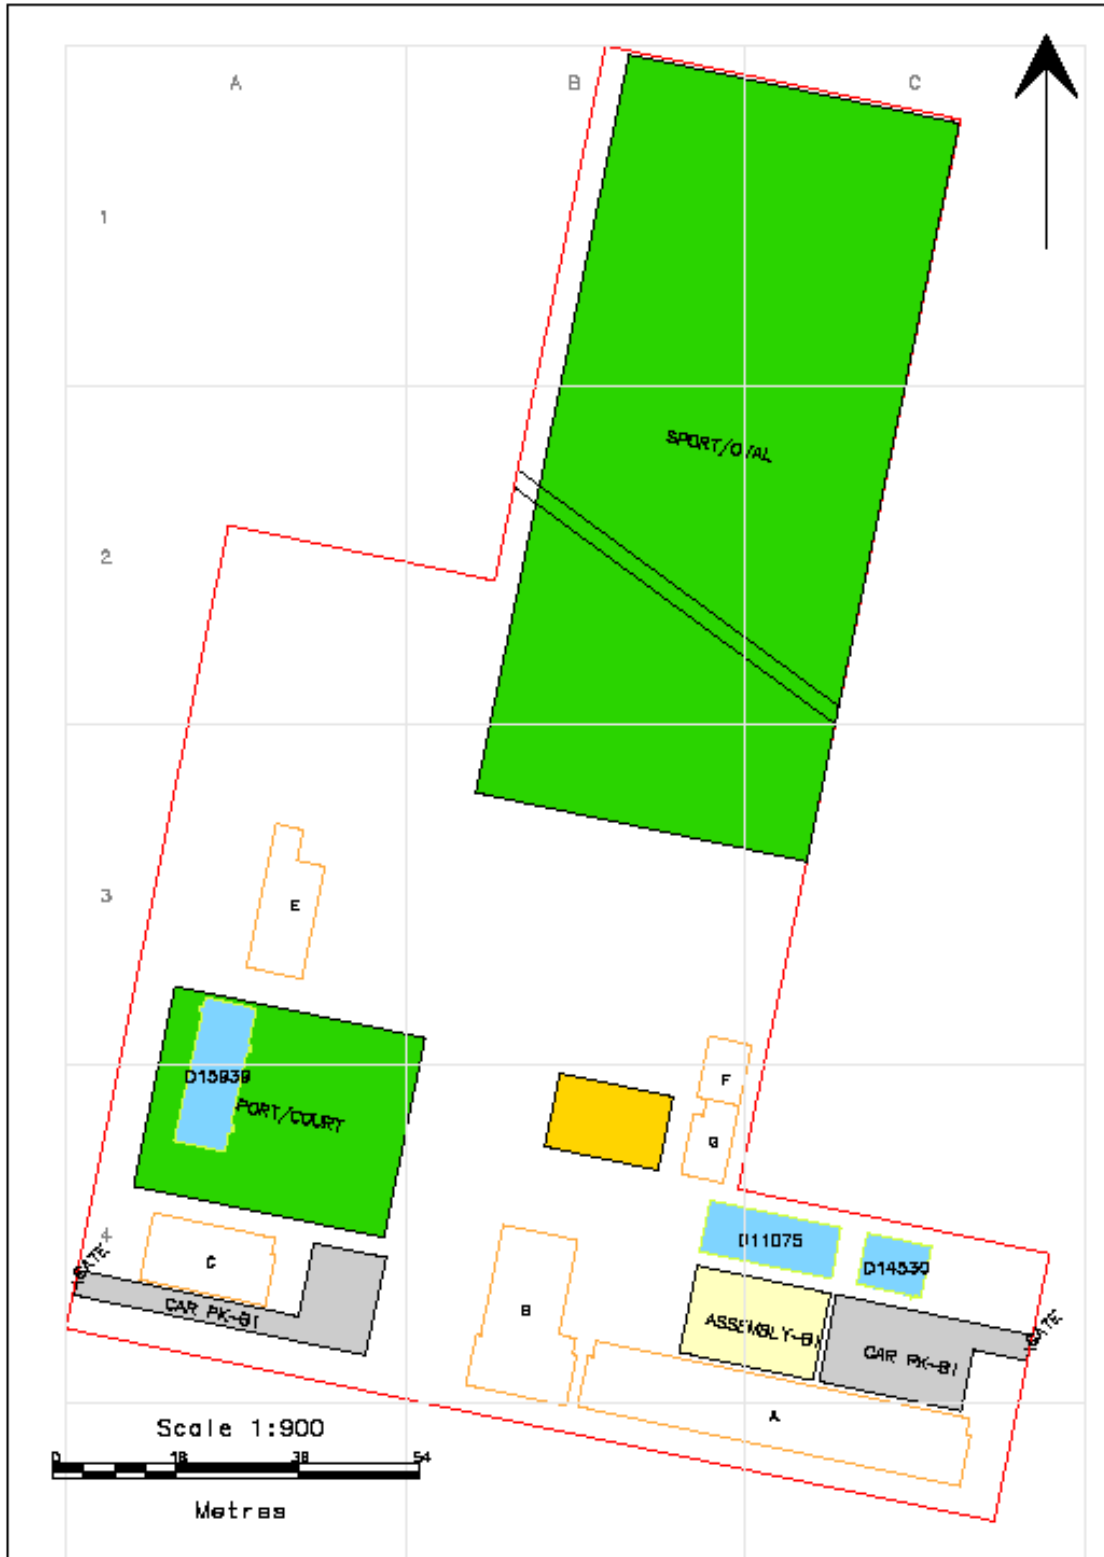 A B C
1
SPORT/OVAL
2
3
E
D15939
PORT/COURT
F
G
4
GATE
C
CAR PK-BI
B
D11075
D14530
ASSEMBLY-BI
CAR PK-BI
GATE
A
Scale 1:900
0 18 36 54
Metres